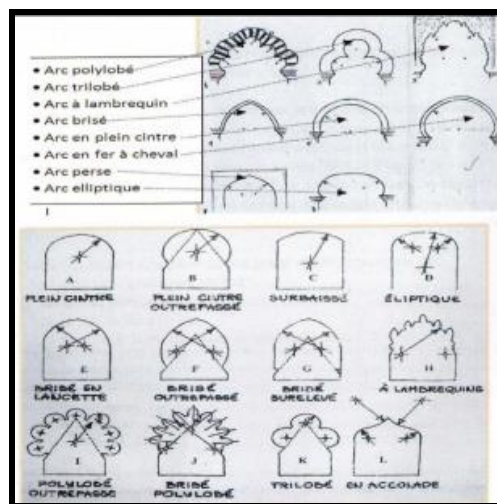 • Arc polylobé
• Arc trilobé
• Arc à lambrequin
• Arc brisé
• Arc en plein cintre
• Arc en fer à cheval
• Arc perse
• Arc elliptique
A B C D
PLEIN CINTRE PLEIN CINTRE SURBAISSÉ ÉLIPTIQUE
OUTREPASSÉ
E F G H
BRISÉ EN BRISÉ BRISÉ À LAMBREQUINS
LANCETTE OUTREPASSÉ SURELEVÉ
I J K L
POLYLOBÉ BRISÉ TRILOBÉ EN ACCOLADE
OUTREPASSÉ POLYLOBÉ